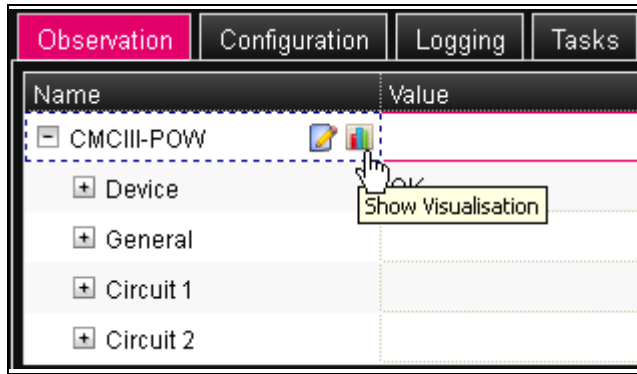 Observation Configuration Logging Tasks
Name Value
CMCIII-POW
Device OK
Show Visualisation
General
Circuit 1
Circuit 2